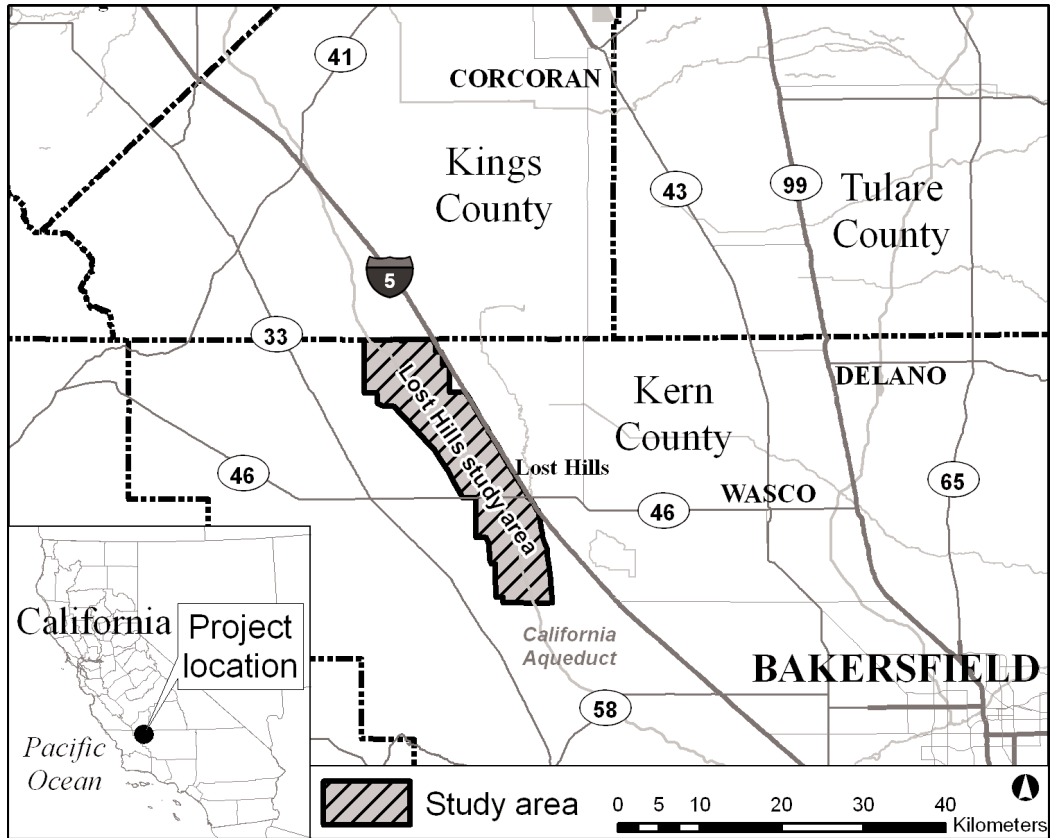 41
CORCORAN
Kings
County
43
99
Tulare
County
5
33
Lost Hills study area
DELANO
Kern
County
Lost Hills
46
WASCO
65
46
California
Aqueduct
BAKERSFIELD
58
California
Project
location
Pacific
Ocean
Study area
0 5 10 20 30 40
Kilometers